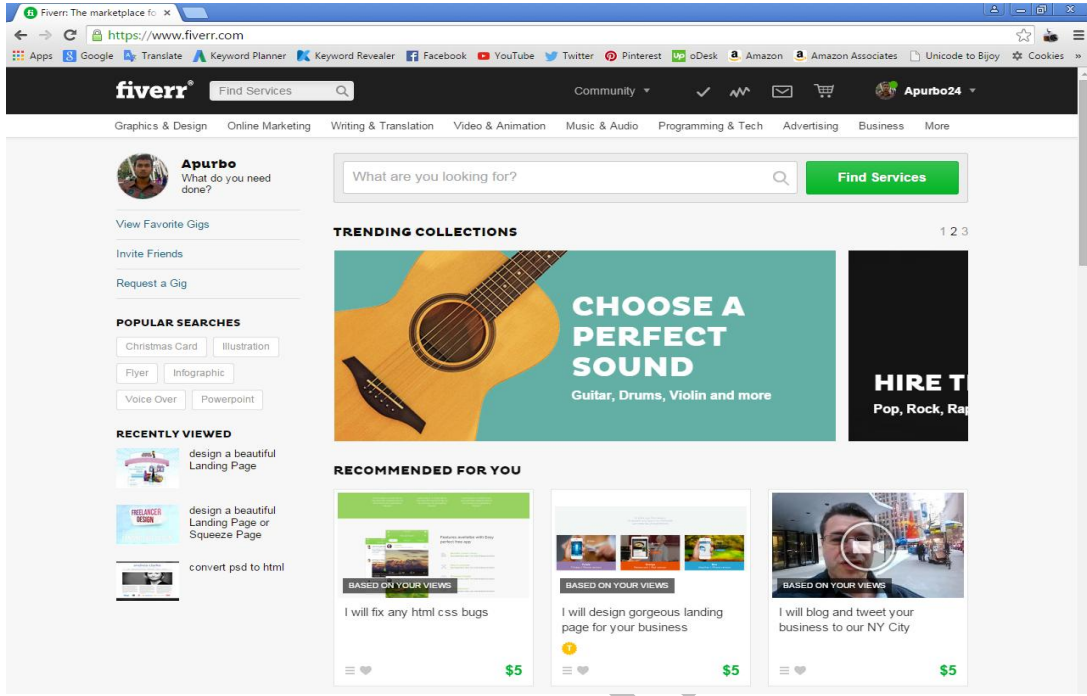 Fiverr: The marketplace fo
https://www.fiverr.com
Apps Google Translate Keyword Planner Keyword Revealer Facebook YouTube Twitter Pinterest oDesk Amazon Amazon Associates Unicode to Bijoy Cookies »
fiverr® Find Services Community Apurbo24
Graphics & Design Online Marketing Writing & Translation Video & Animation Music & Audio Programming & Tech Advertising Business More
Apurbo
What do you need
done?
What are you looking for? Find Services
View Favorite Gigs
Invite Friends
Request a Gig
POPULAR SEARCHES
Christmas Card Illustration
Flyer Infographic
Voice Over Powerpoint
RECENTLY VIEWED
design a beautiful
Landing Page
FREELANCER
DESIGN
design a beautiful
Landing Page or
Squeeze Page
convert psd to html
TRENDING COLLECTIONS 1 2 3
CHOOSE A
PERFECT
SOUND
Guitar, Drums, Violin and more
HIRE T
Pop, Rock, Rap
RECOMMENDED FOR YOU
BASED ON YOUR VIEWS
I will fix any html css bugs
$5
BASED ON YOUR VIEWS
I will design gorgeous landing
page for your business
$5
BASED ON YOUR VIEWS
I will blog and tweet your
business to our NY City
$5